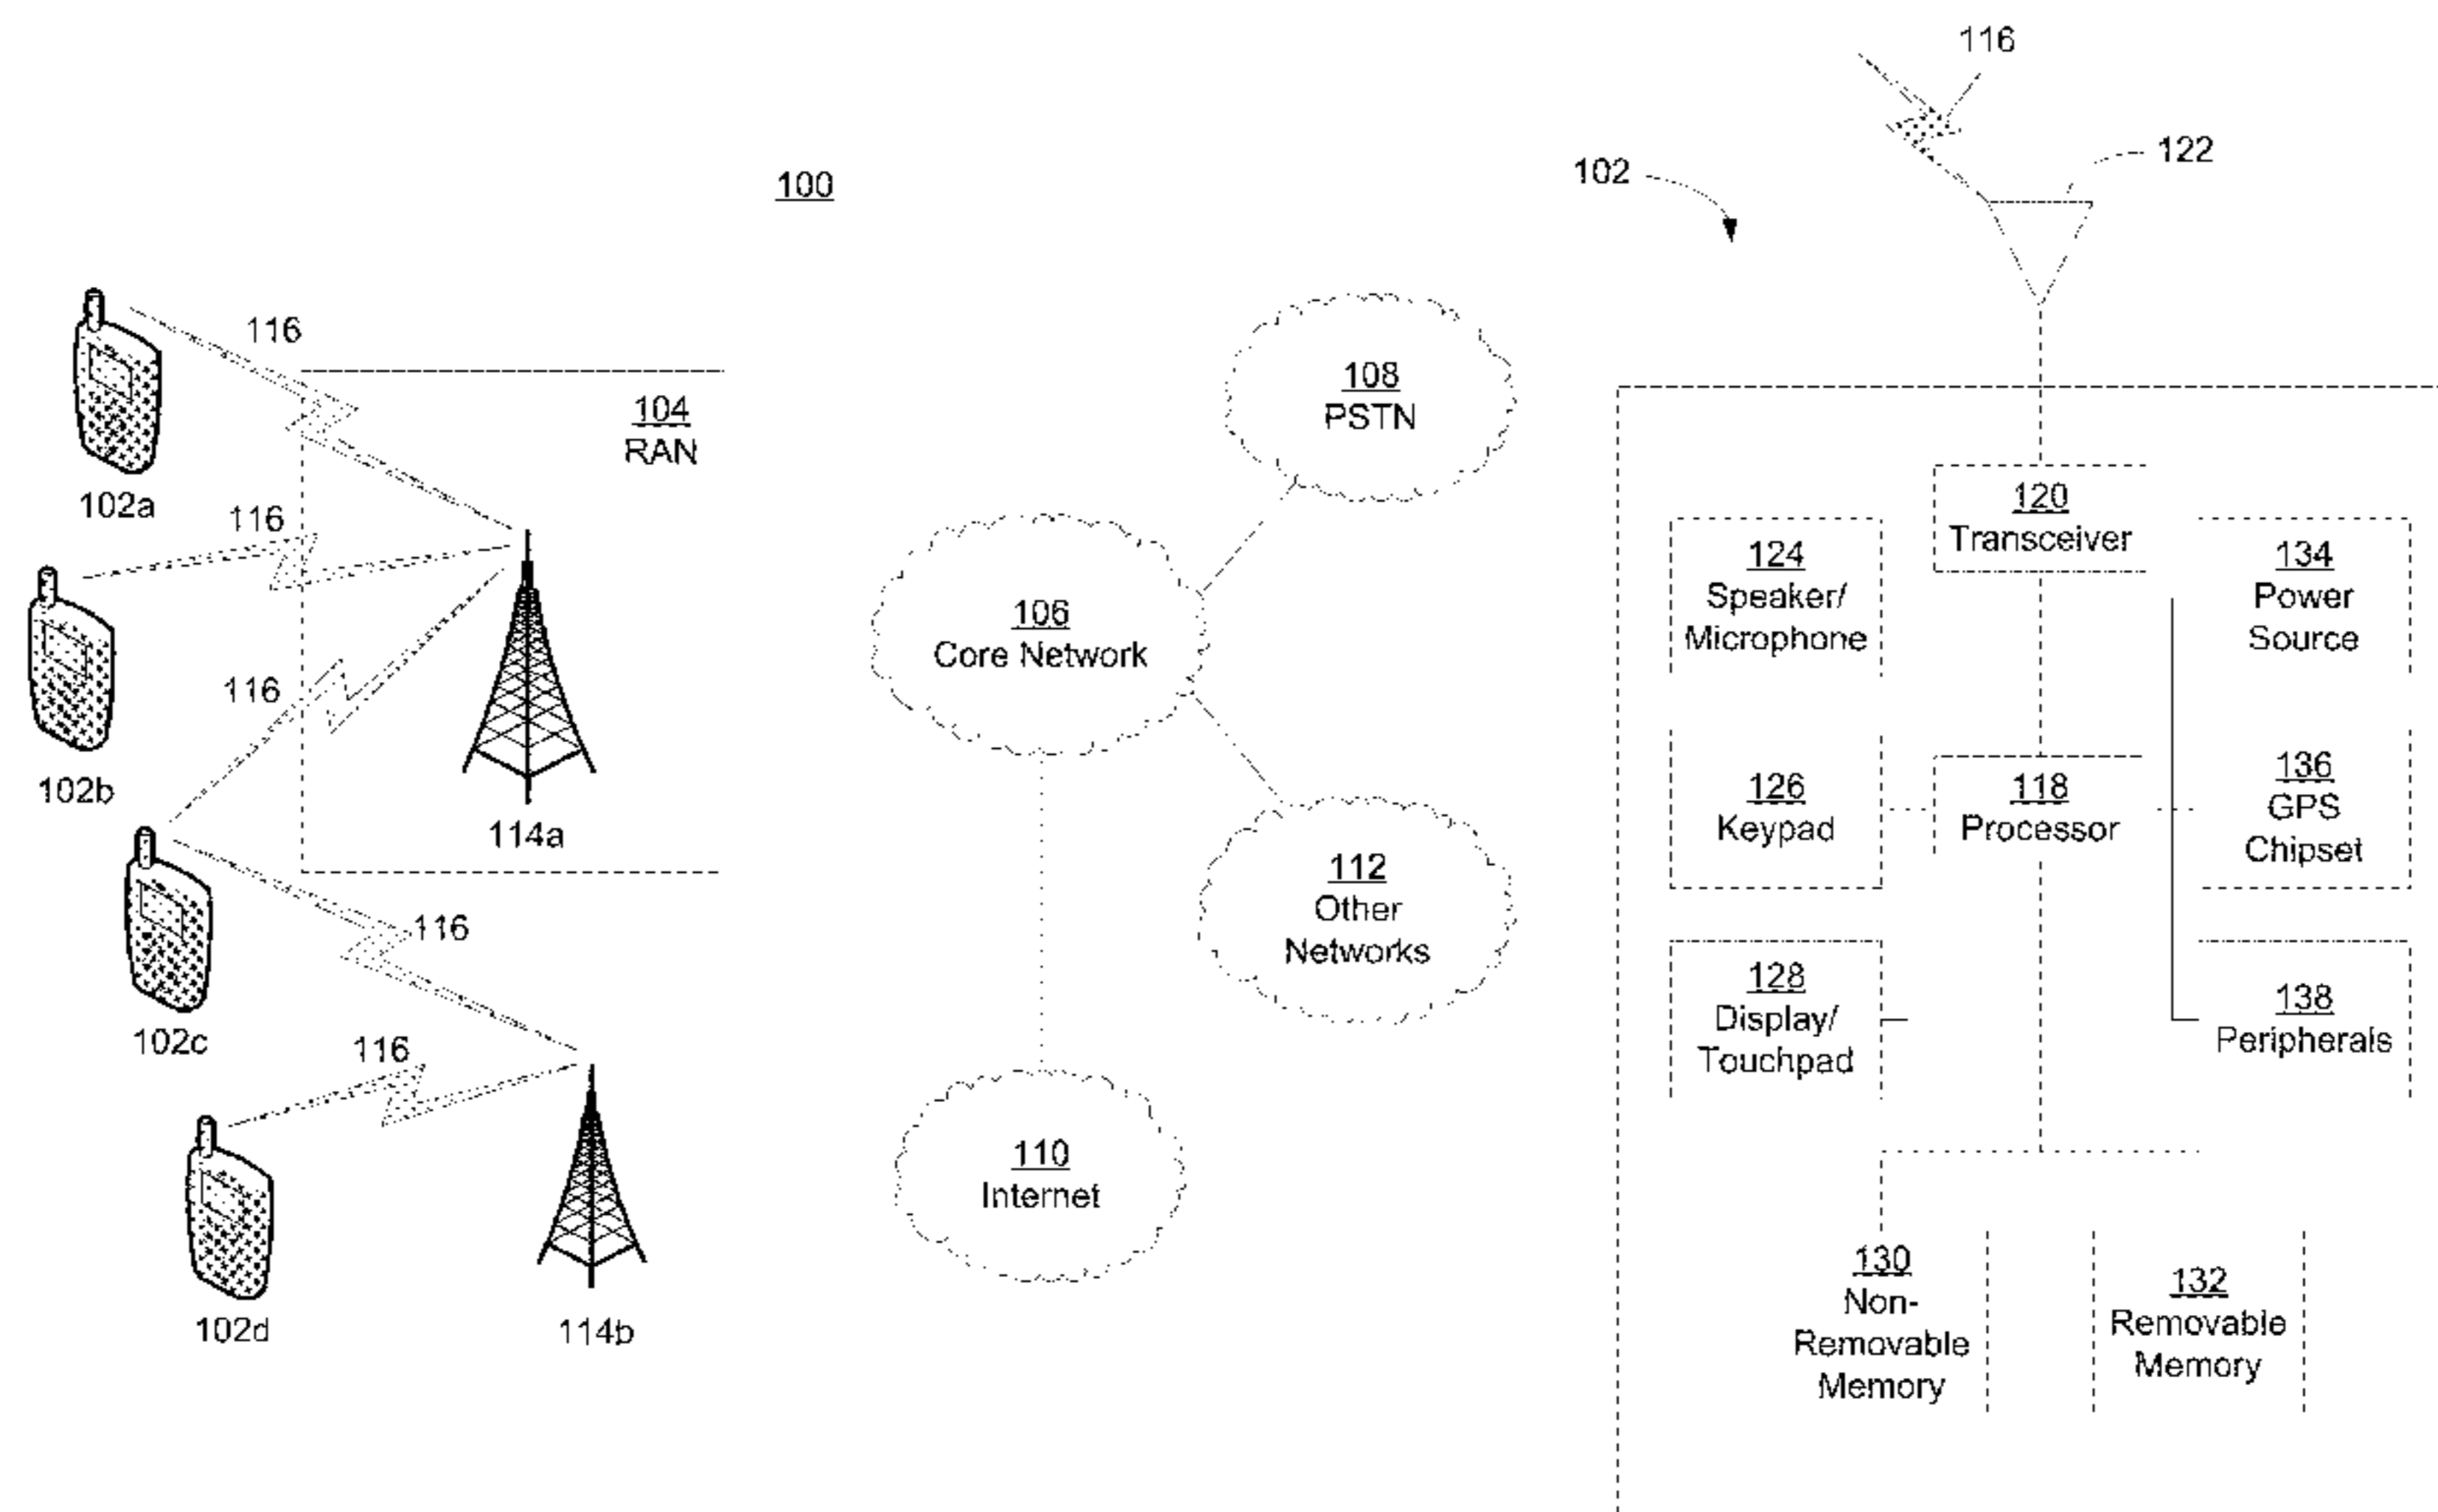 100
116
104
RAN
102a
116
102b
116
114a
102c
116
116
102d
114b
108
PSTN
106
Core Network
112
Other
Networks
110
Internet
116
122
102
120
Transceiver
124
Speaker/
Microphone
134
Power
Source
126
Keypad
118
Processor
136
GPS
Chipset
128
Display/
Touchpad
138
Peripherals
130
Non-
Removable
Memory
132
Removable
Memory